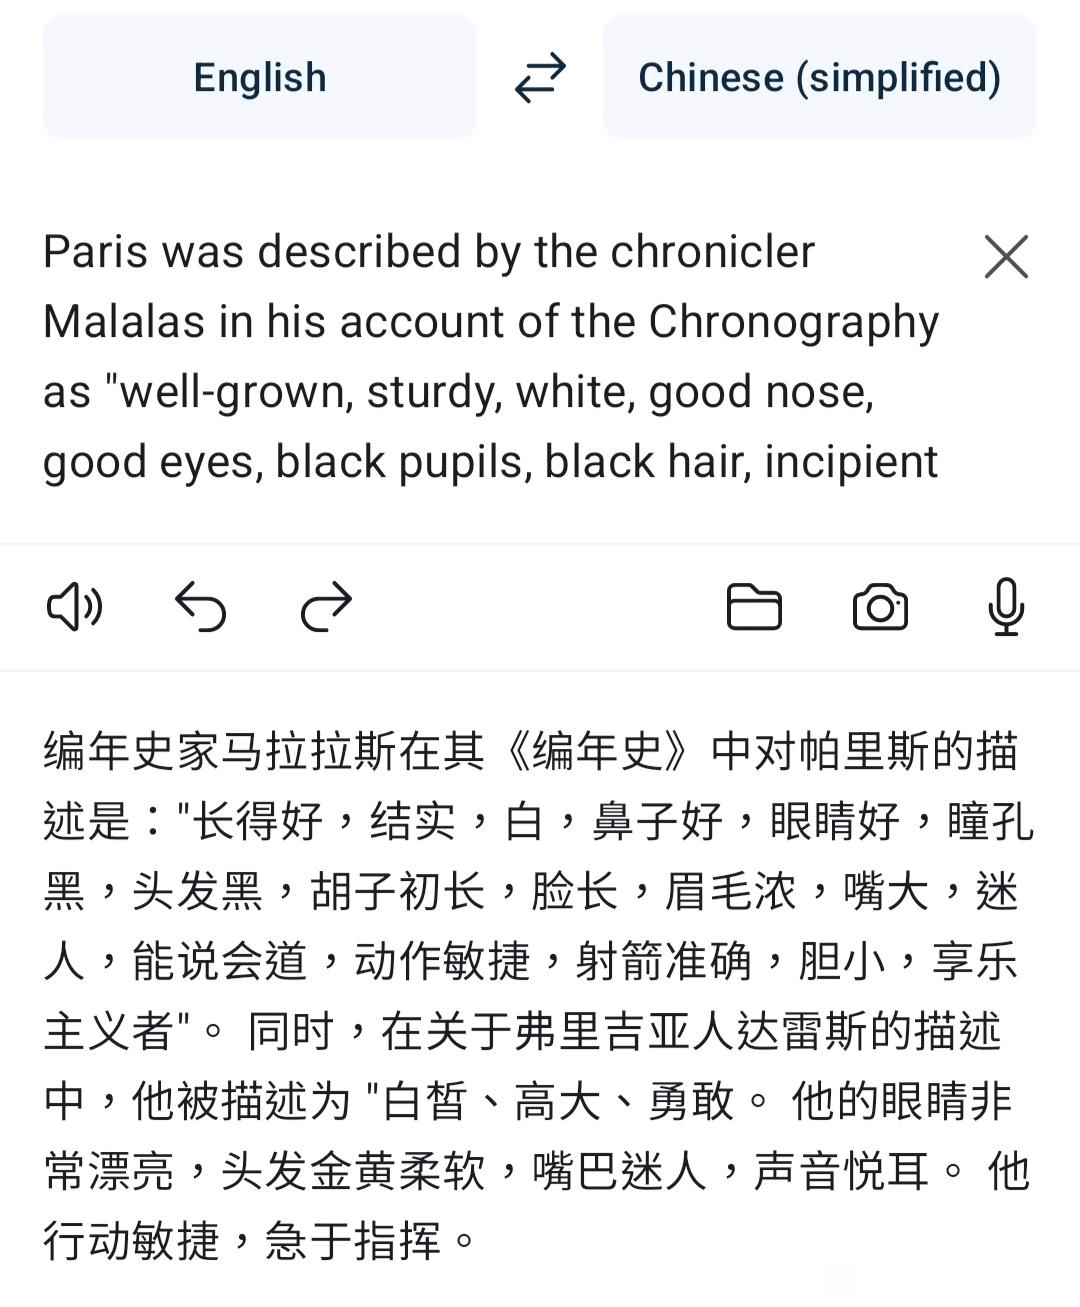 English
Chinese (simplified)
Paris was described by the chronicler
Malalas in his account of the Chronography
as "well-grown, sturdy, white, good nose,
good eyes, black pupils, black hair, incipient
编年史家马拉拉斯在其《编年史》中对帕里斯的描
述是："长得好，结实，白，鼻子好，眼睛好，瞳孔
黑，头发黑，胡子初长，脸长，眉毛浓，嘴大，迷
人，能说会道，动作敏捷，射箭准确，胆小，享乐
主义者"。 同时，在关于弗里吉亚人达雷斯的描述
中，他被描述为 "白皙、高大、勇敢。 他的眼睛非
常漂亮，头发金黄柔软，嘴巴迷人，声音悦耳。 他
行动敏捷，急于指挥。